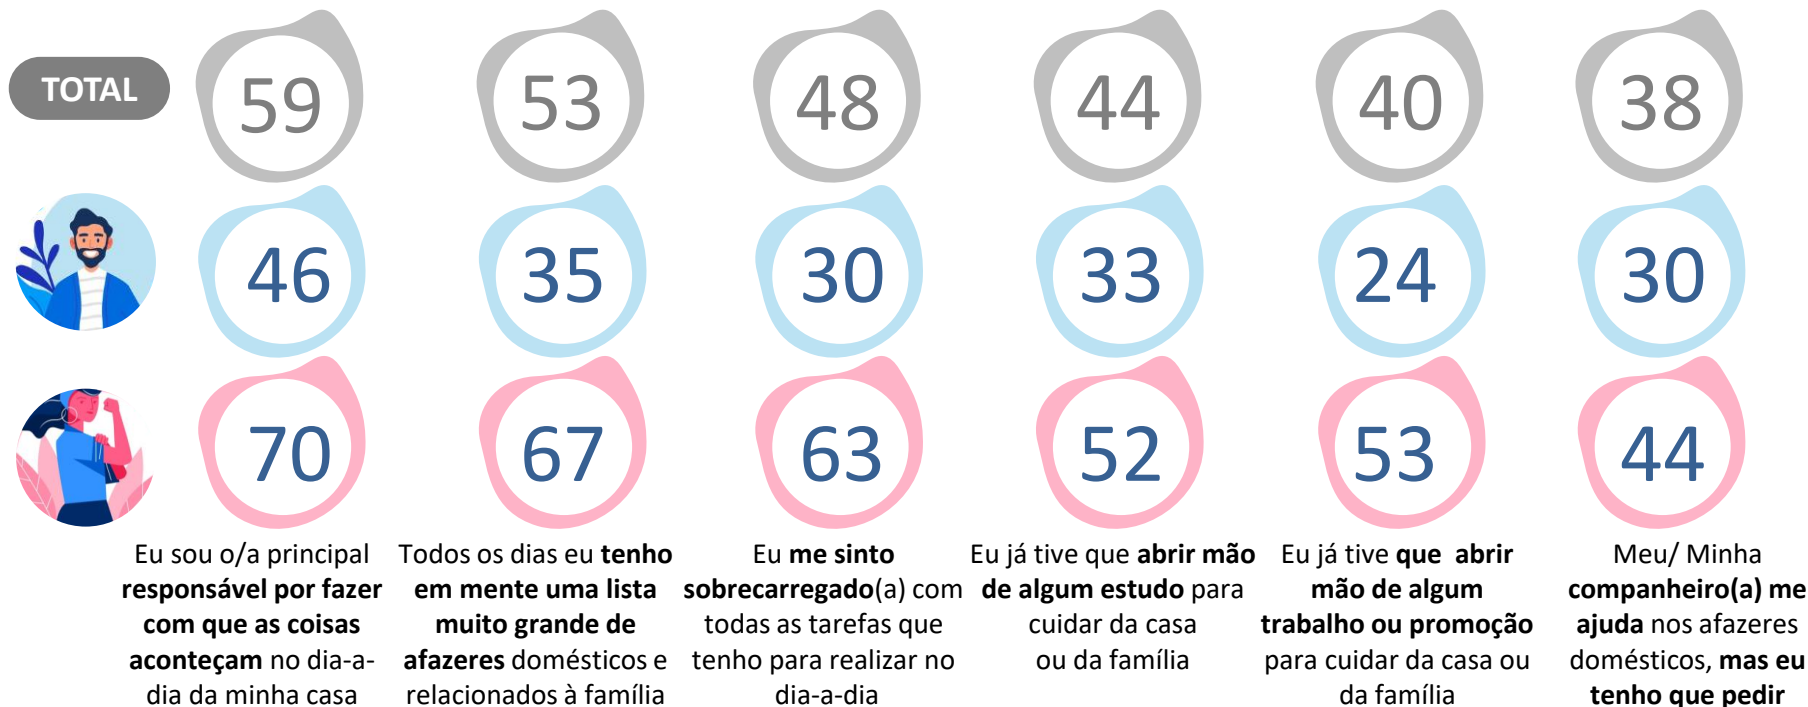 TOTAL
59 53 48 44 40 38
46 35 30 33 24 30
70 67 63 52 53 44
Eu sou o/a principal
responsável por fazer
com que as coisas
aconteçam no dia-a-
dia da minha casa
Todos os dias eu tenho
em mente uma lista
muito grande de
afazeres domésticos e
relacionados à família
Eu me sinto
sobrecarregado(a) com
todas as tarefas que
tenho para realizar no
dia-a-dia
Eu já tive que abrir mão
de algum estudo para
cuidar da casa
ou da família
Eu já tive que abrir
mão de algum
trabalho ou promoção
para cuidar da casa ou
da família
Meu/ Minha
companheiro(a) me
ajuda nos afazeres
domésticos, mas eu
tenho que pedir